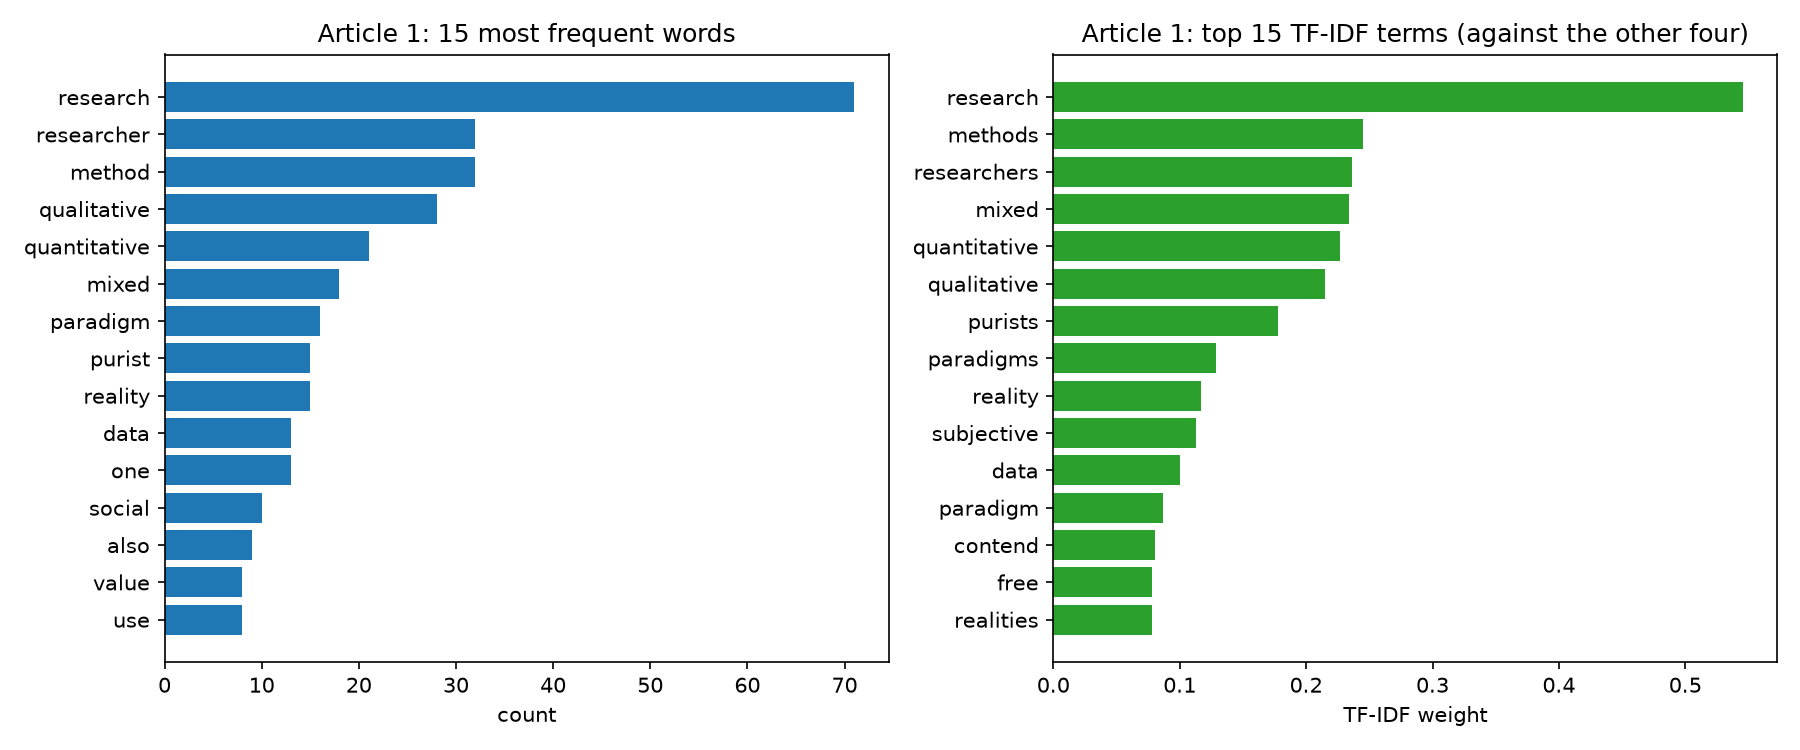 Article 1: 15 most frequent words
research
researcher
method
qualitative
quantitative
mixed
paradigm
purist
reality
data
one
social
also
value
use
0 10 20 30 40 50 60 70
count
Article 1: top 15 TF-IDF terms (against the other four)
research
methods
researchers
mixed
quantitative
qualitative
purists
paradigms
reality
subjective
data
paradigm
contend
free
realities
0.0 0.1 0.2 0.3 0.4 0.5
TF-IDF weight